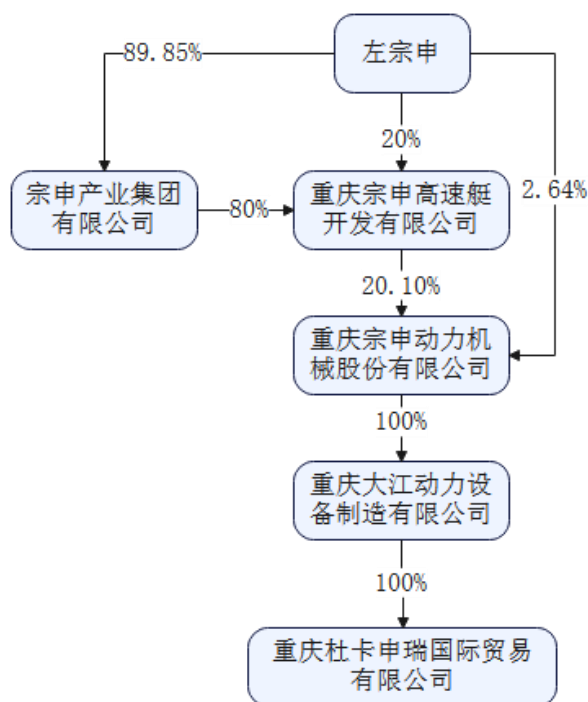 左宗申
89.85%
20%
2.64%
宗申产业集团
有限公司
80%
重庆宗申高速艇
开发有限公司
20.10%
重庆宗申动力机
械股份有限公司
100%
重庆大江动力设
备制造有限公司
100%
重庆杜卡申瑞国际贸易
有限公司